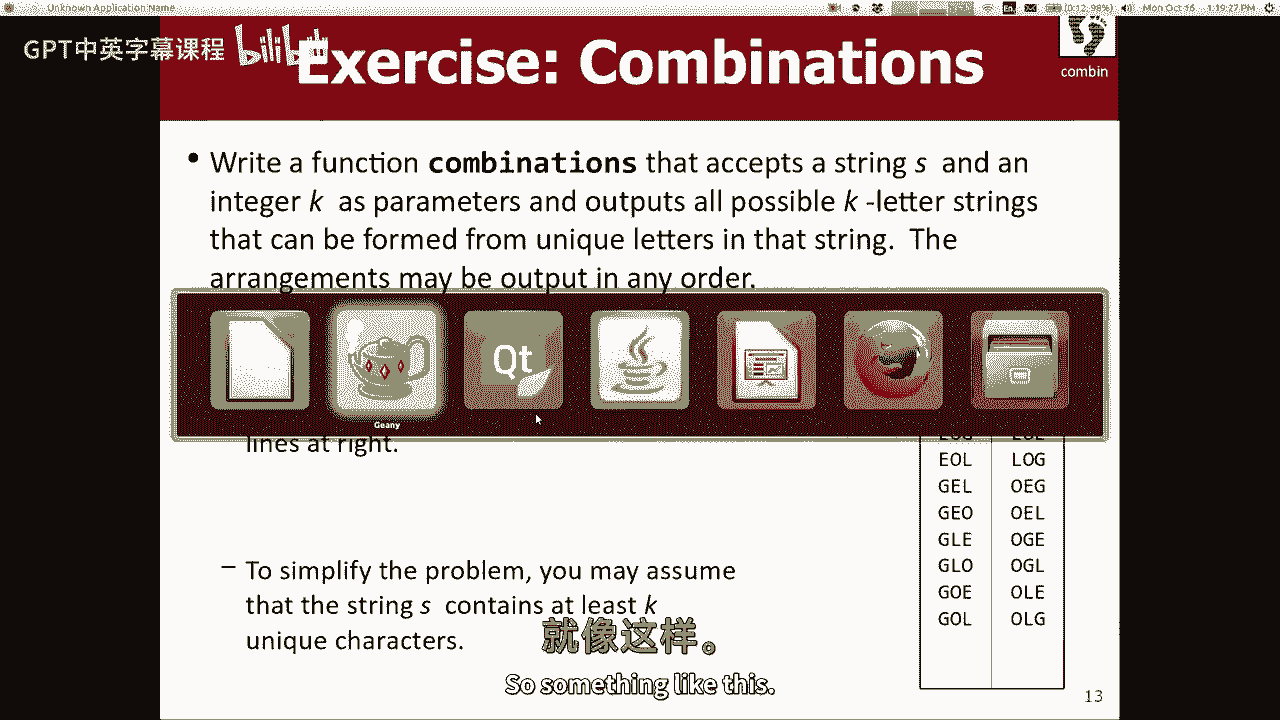 Unknown Application Name
En
(0:12, 98%)
Mon Oct 16 1:19:27 PM
GPT中英字幕课程
bilibili
Exercise: Combinations
combin
• Write a function combinations that accepts a string s and an
integer k as parameters and outputs all possible k -letter strings
that can be formed from unique letters in that string. The
arrangements may be output in any order.
Qt
Geany
lines at right.
EOL LOG
GEL OEG
GEO OEL
GLE OGE
GLO OGL
GOE OLE
GOL OLG
– To simplify the problem, you may assume
that the string s contains at least k
unique characters.
就像这样。
So something like this.
13